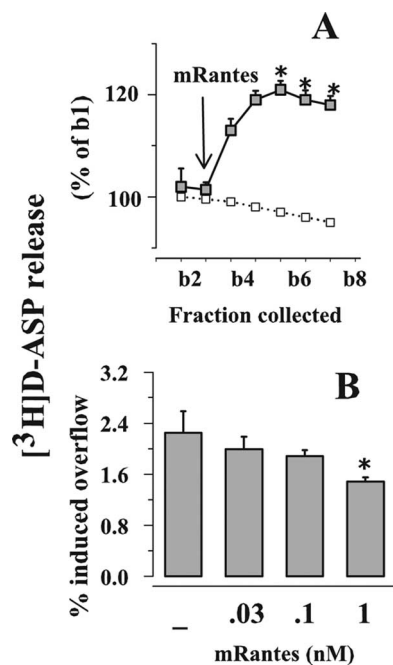 A
mRantes
* * *
120
100
(% of b1)
b2 b4 b6 b8
Fraction collected
[³H]D-ASP release
B
3.2
2.4
1.6
0.8
0.0
% induced overflow
*
_ .03 .1 1
mRantes (nM)